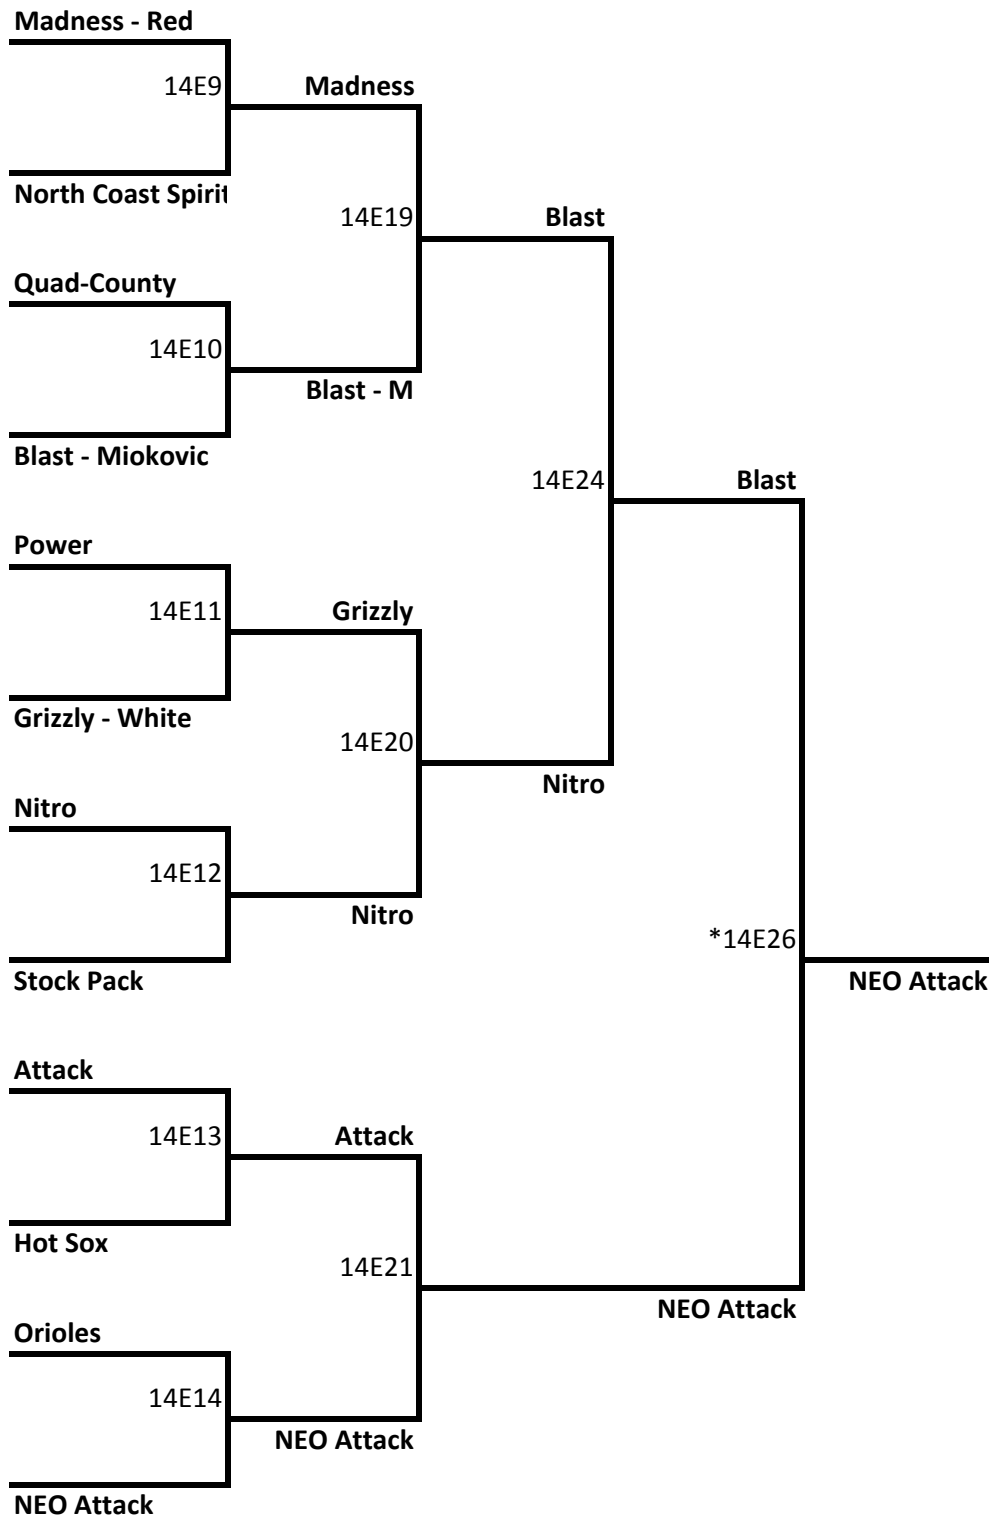 Madness - Red
14E9
Madness
North Coast Spirit
14E19
Blast
Quad-County
14E10
Blast - M
Blast - Miokovic
14E24
Blast
Power
14E11
Grizzly
Grizzly - White
14E20
Nitro
Nitro
14E12
Nitro
*14E26
Stock Pack
NEO Attack
Attack
14E13
Attack
Hot Sox
14E21
NEO Attack
Orioles
14E14
NEO Attack
NEO Attack